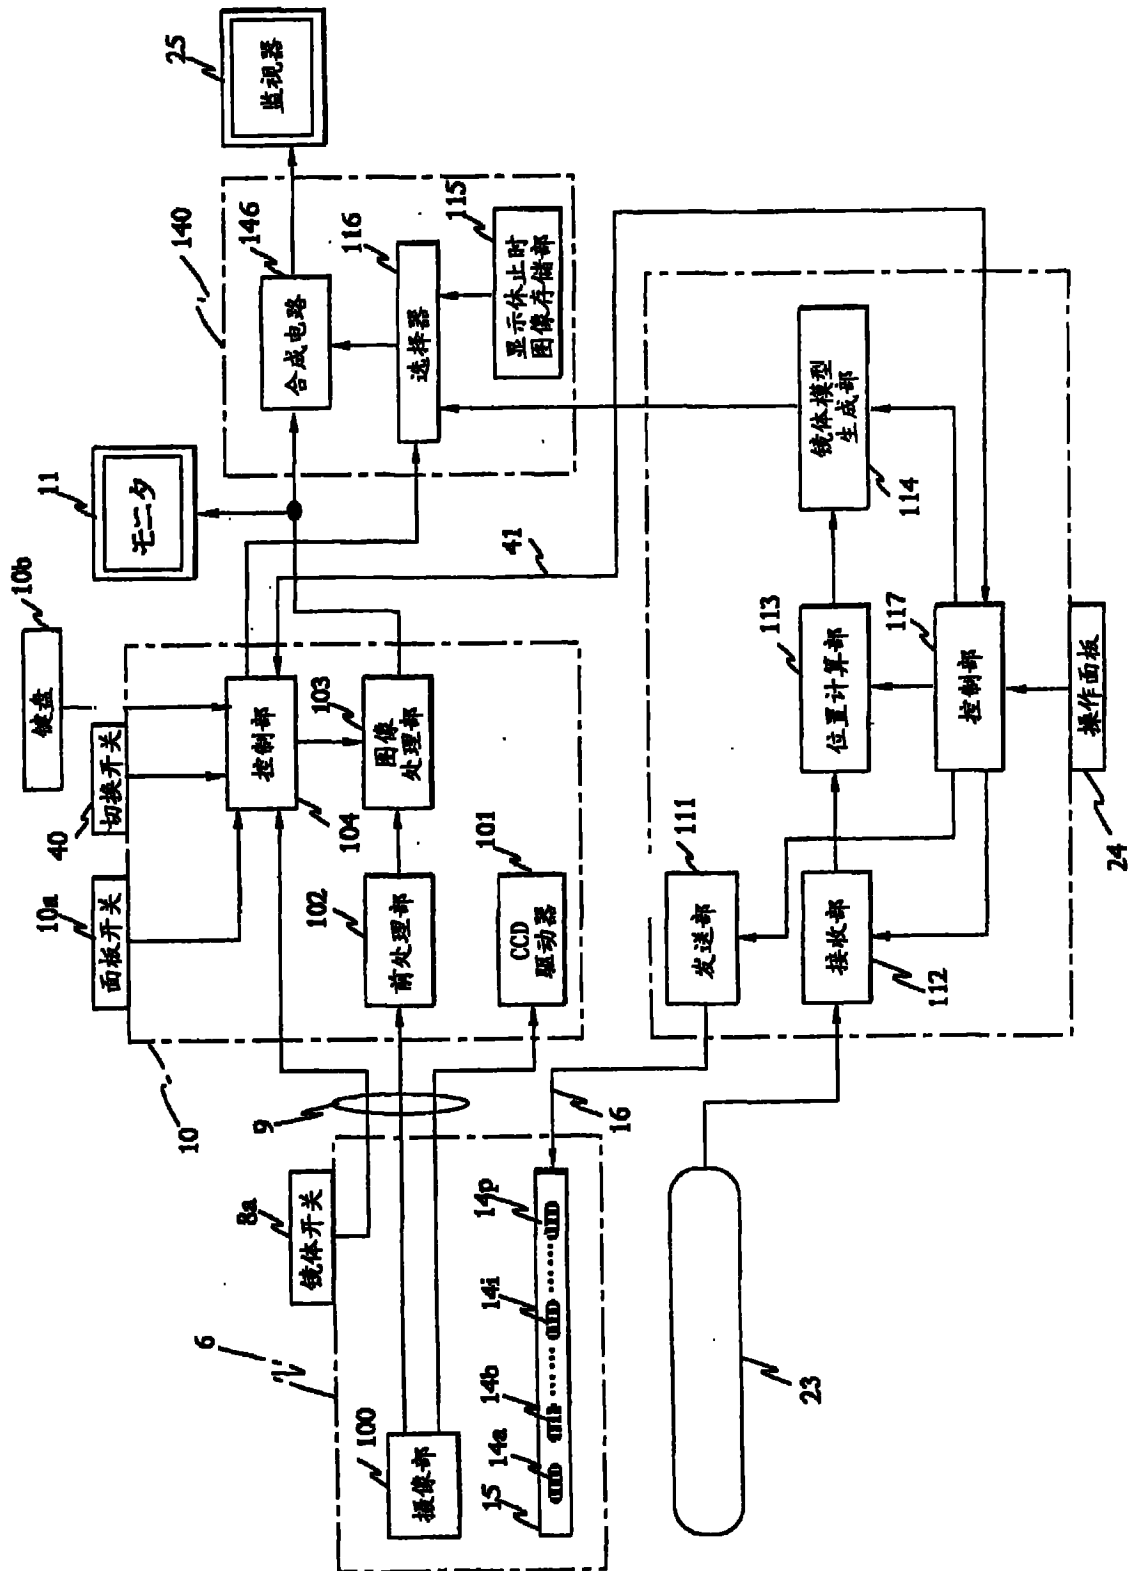 25
监视器
140
146
合成电路
116
选择器
115
显示休止时
图像存储部
11
モニタ
10b
键盘
40
切换开关
10a
面板开关
10
控制部
104
103
图像
处理部
102
前处理部
101
CCD
驱动器
41
9
8a
镜体开关
6
100
摄像部
15
14a
14b
14i
14p
16
23
111
发送部
112
接收部
113
位置计算部
镜体模型
生成部
114
117
控制部
操作面板
24